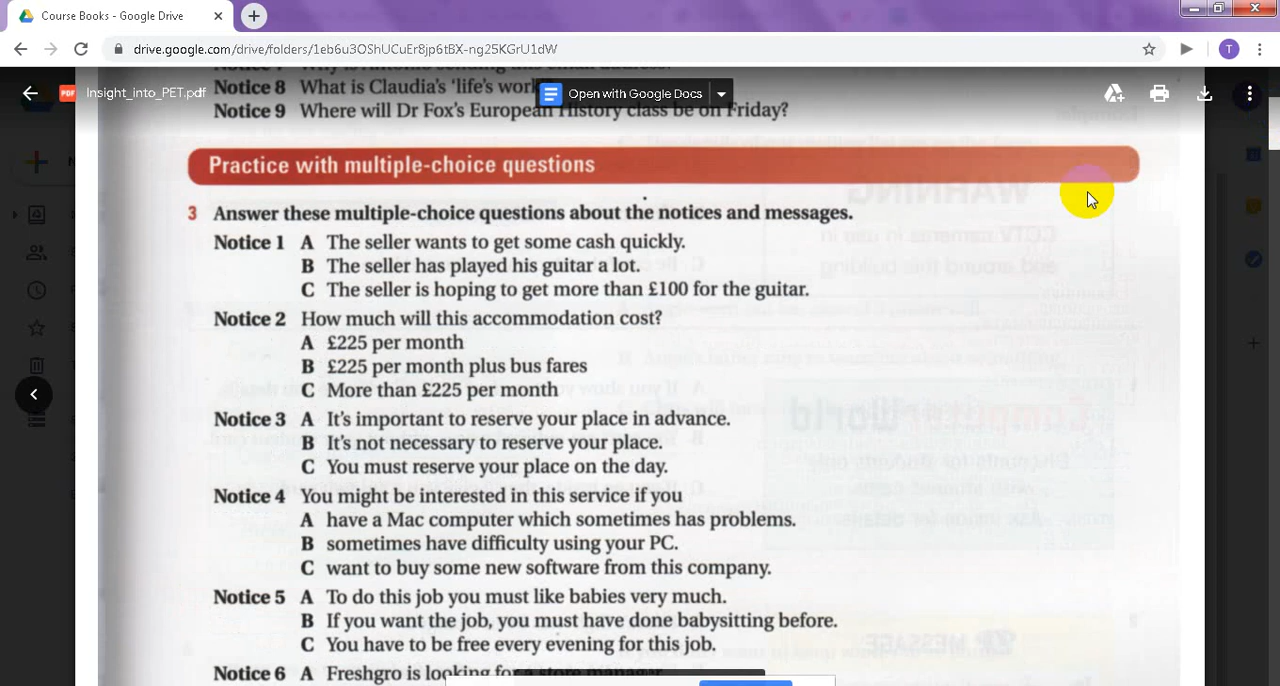 Course Books - Google Drive
drive.google.com/drive/folders/1eb6u3OShUCuEr8jp6tBX-ng25KGrU1dW
T
PDF Insight_into_PET.pdf
Open with Google Docs
Notice 8 What is Claudia's 'life's work
Notice 9 Where will Dr Fox's European History class be on Friday?
Practice with multiple-choice questions
3 Answer these multiple-choice questions about the notices and messages.
Notice 1 A The seller wants to get some cash quickly.
B The seller has played his guitar a lot.
C The seller is hoping to get more than £100 for the guitar.
Notice 2 How much will this accommodation cost?
A £225 per month
B £225 per month plus bus fares
C More than £225 per month
Notice 3 A It's important to reserve your place in advance.
B It's not necessary to reserve your place.
C You must reserve your place on the day.
Notice 4 You might be interested in this service if you
A have a Mac computer which sometimes has problems.
B sometimes have difficulty using your PC.
C want to buy some new software from this company.
Notice 5 A To do this job you must like babies very much.
B If you want the job, you must have done babysitting before.
C You have to be free every evening for this job.
Notice 6 A Freshgro is looking for a store manager.